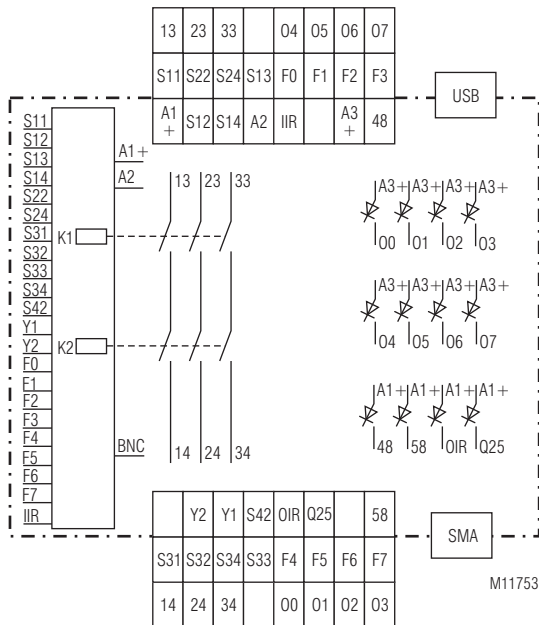 13 23 33 04 05 06 07
S11 S22 S24 S13 F0 F1 F2 F3
A1+ S12 S14 A2 IIR A3+ 48
USB
S11
S12
S13
S14
S22
S24
S31
S32
S33
S34
S42
Y1
Y2
F0
F1
F2
F3
F4
F5
F6
F7
IIR
K1
K2
A1+
A2
BNC
13 23 33
14 24 34
A3+ A3+ A3+ A3+
00 01 02 03
A3+ A3+ A3+ A3+
04 05 06 07
A1+ A1+ A1+ A1+
48 58 OIR Q25
Y2 Y1 S42 OIR Q25 58
S31 S32 S34 S33 F4 F5 F6 F7
14 24 34 00 01 02 03
SMA
M11753